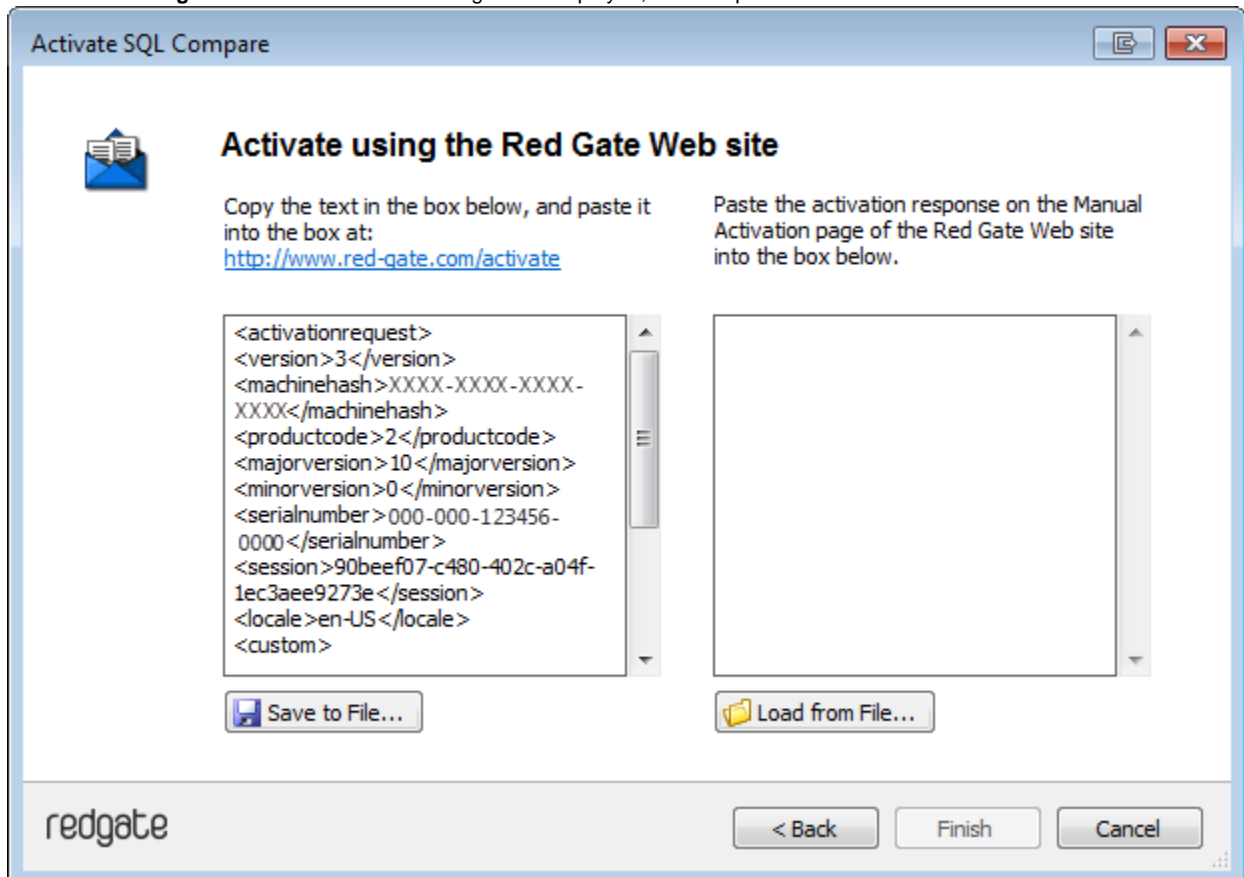 Activate SQL Compare
Activate using the Red Gate Web site
Copy the text in the box below, and paste it
into the box at:
http://www.red-gate.com/activate
Paste the activation response on the Manual
Activation page of the Red Gate Web site
into the box below.
<activationrequest>
<version>3</version>
<machinehash>XXXX-XXXX-XXXX-
XXXX</machinehash>
<productcode>2</productcode>
<majorversion>10</majorversion>
<minorversion>0</minorversion>
<serialnumber>000-000-123456-
0000</serialnumber>
<session>90beef07-c480-402c-a04f-
1ec3aee9273e</session>
<locale>en-US</locale>
<custom>
Save to File...
Load from File...
redgate
< Back
Finish
Cancel